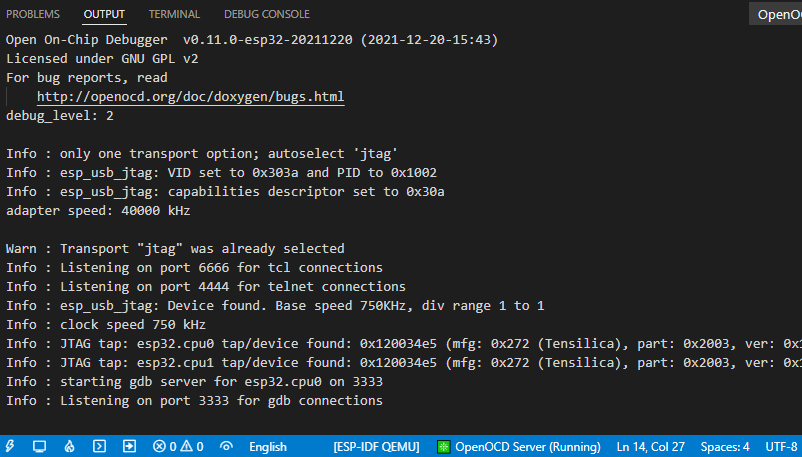 PROBLEMS OUTPUT TERMINAL DEBUG CONSOLE OpenO
Open On-Chip Debugger v0.11.0-esp32-20211220 (2021-12-20-15:43)
Licensed under GNU GPL v2
For bug reports, read
http://openocd.org/doc/doxygen/bugs.html
debug_level: 2
Info : only one transport option; autoselect 'jtag'
Info : esp_usb_jtag: VID set to 0x303a and PID to 0x1002
Info : esp_usb_jtag: capabilities descriptor set to 0x30a
adapter speed: 40000 kHz
Warn : Transport "jtag" was already selected
Info : Listening on port 6666 for tcl connections
Info : Listening on port 4444 for telnet connections
Info : esp_usb_jtag: Device found. Base speed 750KHz, div range 1 to 1
Info : clock speed 750 kHz
Info : JTAG tap: esp32.cpu0 tap/device found: 0x120034e5 (mfg: 0x272 (Tensilica), part: 0x2003, ver: 0x1
Info : JTAG tap: esp32.cpu1 tap/device found: 0x120034e5 (mfg: 0x272 (Tensilica), part: 0x2003, ver: 0x1
Info : starting gdb server for esp32.cpu0 on 3333
Info : Listening on port 3333 for gdb connections
0 0 English [ESP-IDF QEMU] OpenOCD Server (Running) Ln 14, Col 27 Spaces: 4 UTF-8